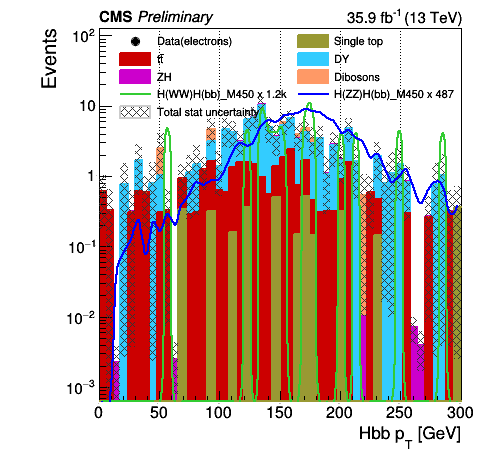 CMS Preliminary 35.9 fb⁻¹ (13 TeV)
Events
Data(electrons) Single top
tt̄ DY
ZH Dibosons
H(WW)H(bb)_M450 x 1.2k H(ZZ)H(bb)_M450 x 487
Total stat uncertainty
10²
10
1
10⁻¹
10⁻²
10⁻³
0 50 100 150 200 250 300
Hbb p_T [GeV]